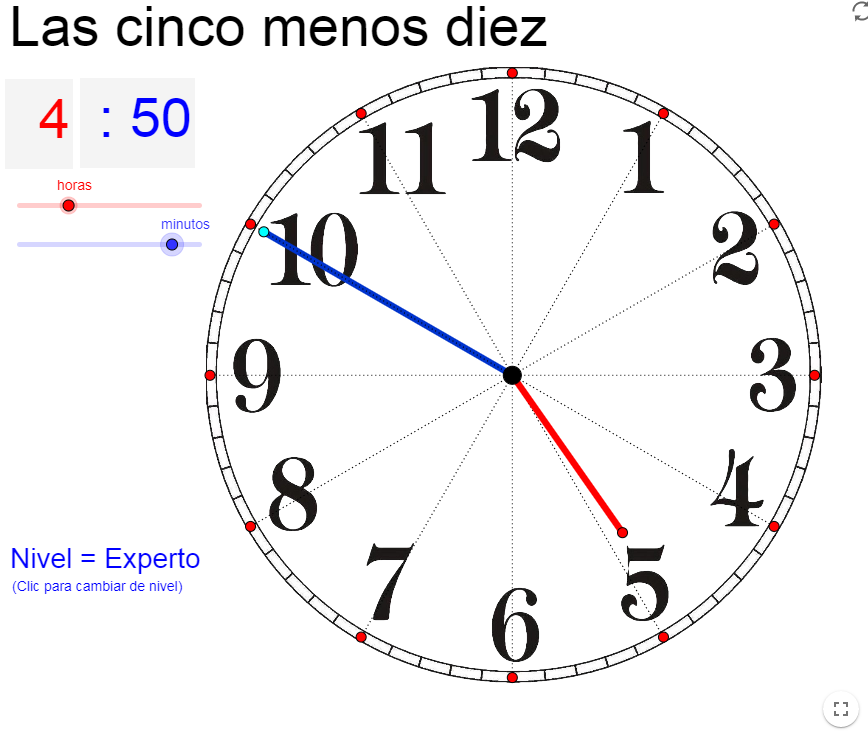 Las cinco menos diez
4 : 50
horas
minutos
12
11
1
10
2
9
3
8
4
7
5
6
Nivel = Experto
(Clic para cambiar de nivel)